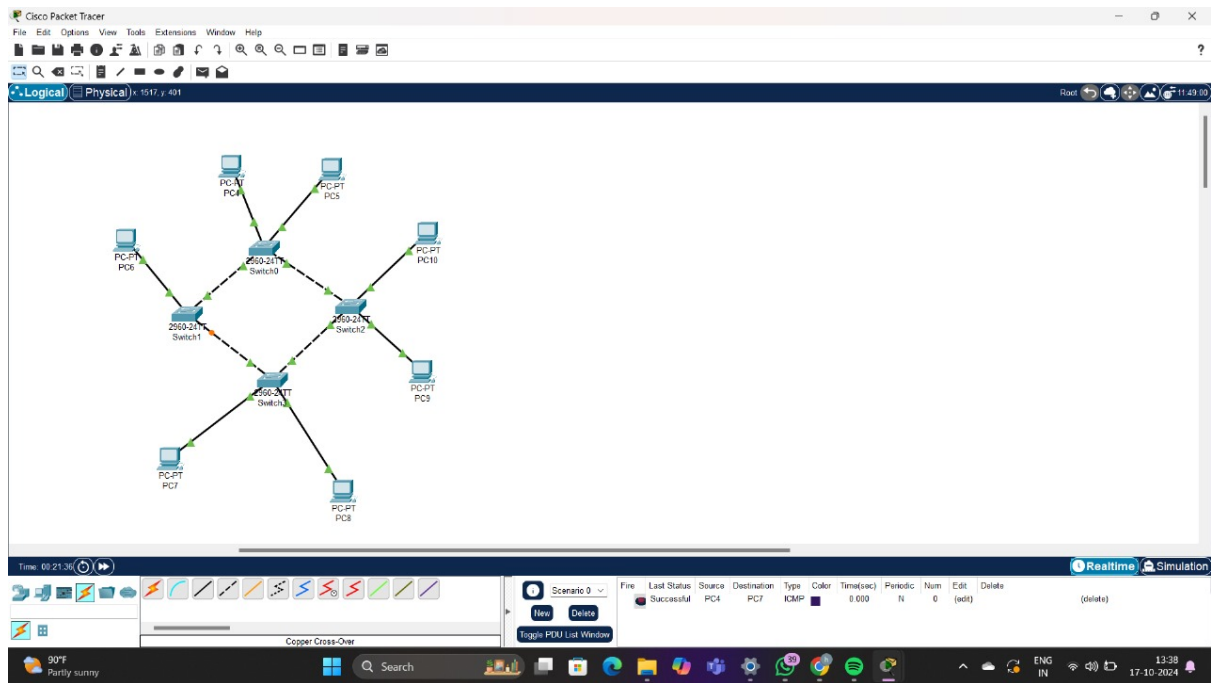 Cisco Packet Tracer
File Edit Options View Tools Extensions Window Help
?
Logical Physical x: 1517, y: 401 Root 11:49:00
PC-PT
PC4
PC-PT
PC5
PC-PT
PC6
2960-24TT
Switch0
PC-PT
PC10
2960-24TT
Switch1
2960-24TT
Switch2
PC-PT
PC9
2960-24TT
PC-PT
PC7
PC-PT
PC8
Time: 00:21:36 Realtime Simulation
Scenario 0
New Delete
Toggle PDU List Window
Fire Last Status Source Destination Type Color Time(sec) Periodic Num Edit Delete
Successful PC4 PC7 ICMP 0.000 N 0 (edit) (delete)
Copper Cross-Over
90°F
Partly sunny
Search
39
ENG
IN
13:38
17-10-2024